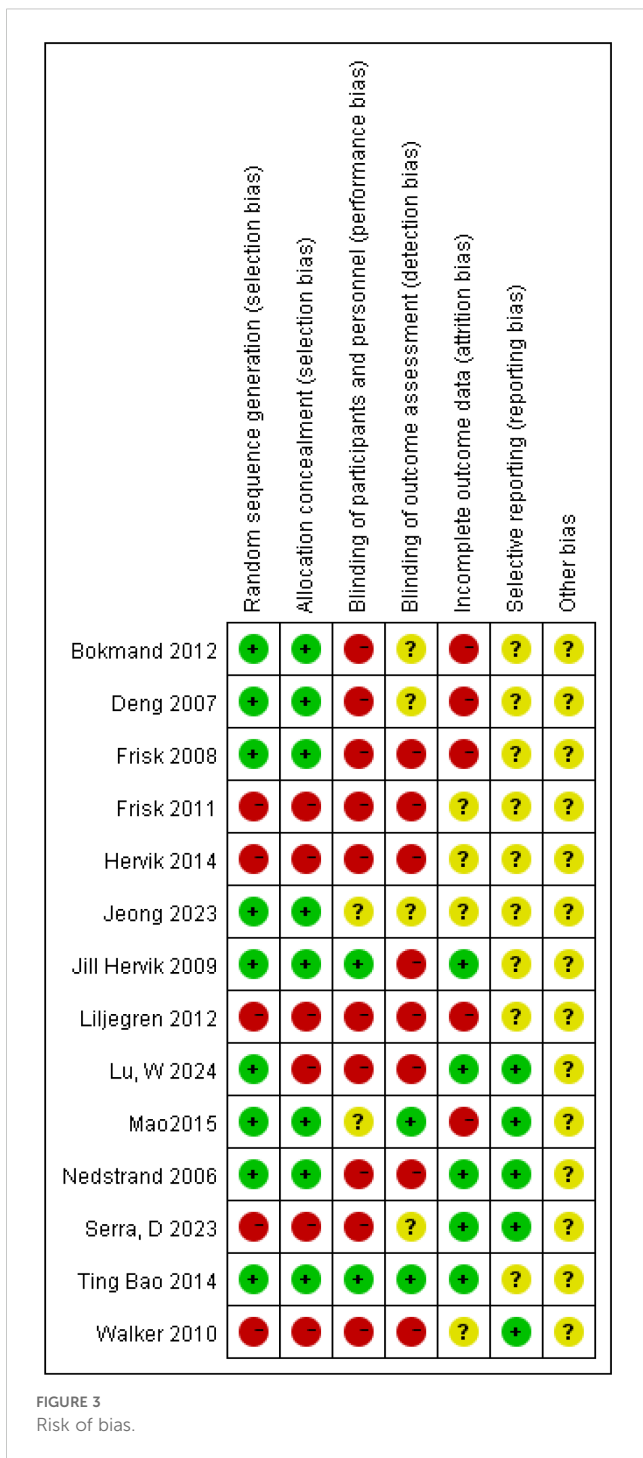 Random sequence generation (selection bias)
Allocation concealment (selection bias)
Blinding of participants and personnel (performance bias)
Blinding of outcome assessment (detection bias)
Incomplete outcome data (attrition bias)
Selective reporting (reporting bias)
Other bias
Bokmand 2012 + + - ? - ? ?
Deng 2007 + + - ? - ? ?
Frisk 2008 + + - - - ? ?
Frisk 2011 - - - - ? ? ?
Hervik 2014 - - - - ? ? ?
Jeong 2023 + + ? ? ? ? ?
Jill Hervik 2009 + + + - + ? ?
Liljegren 2012 - - - - - ? ?
Lu, W 2024 + - - - + + ?
Mao2015 + + ? + - + ?
Nedstrand 2006 + + - - + + ?
Serra, D 2023 - - - ? + + ?
Ting Bao 2014 + + + + + ? ?
Walker 2010 - - - - ? + ?
FIGURE 3
Risk of bias.